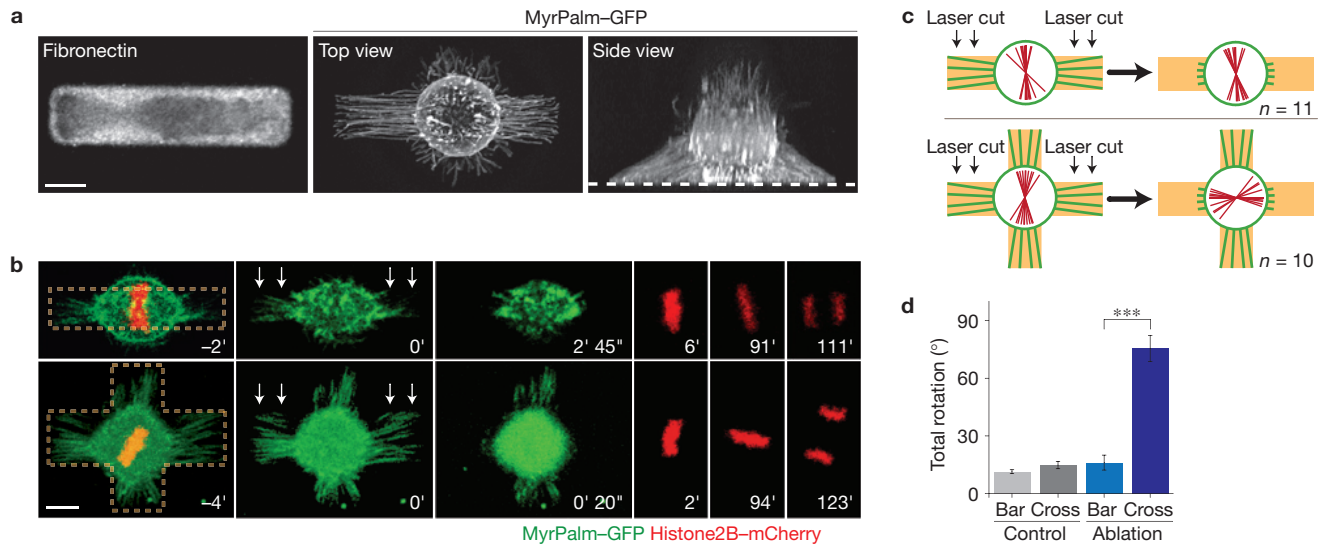 a
MyrPalm–GFP
Fibronectin
Top view
Side view
b
–2'
0'
2' 45"
6'
91'
111'
–4'
0'
0' 20"
2'
94'
123'
MyrPalm–GFP Histone2B–mCherry
c
Laser cut
Laser cut
n = 11
Laser cut
Laser cut
n = 10
d
***
Total rotation (°)
90
60
30
0
Bar Cross Bar Cross
Control Ablation